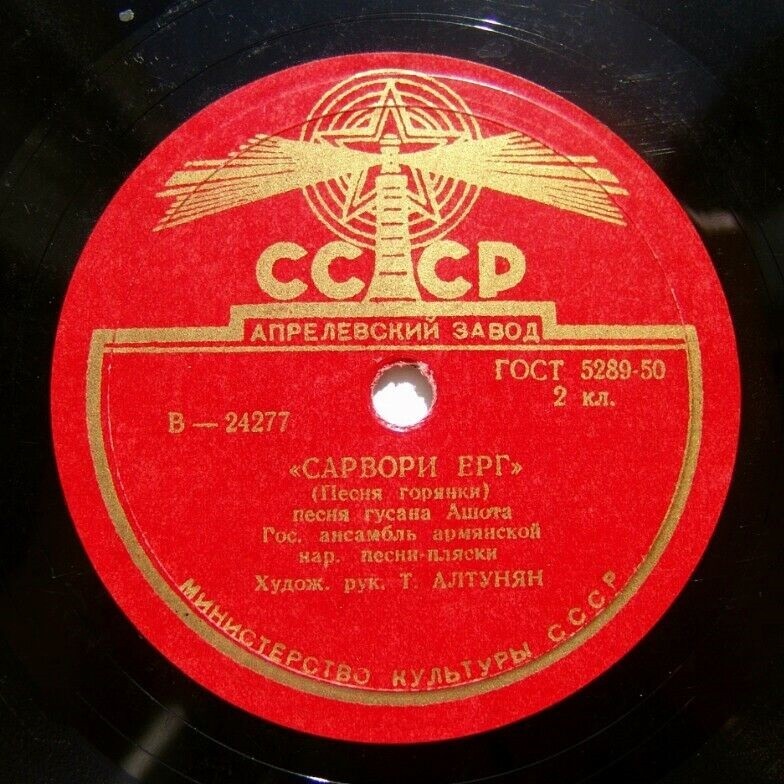 СССР
АПРЕЛЕВСКИЙ ЗАВОД
ГОСТ 5289-50
2 кл.
В — 24277
«САРВОРИ ЕРГ»
(Песня горянки)
песня гусана Ашота
Гос. ансамбль армянской
нар. песни-пляски
Худож. рук. Т. АЛТУНЯН
МИНИСТЕРСТВО КУЛЬТУРЫ СССР